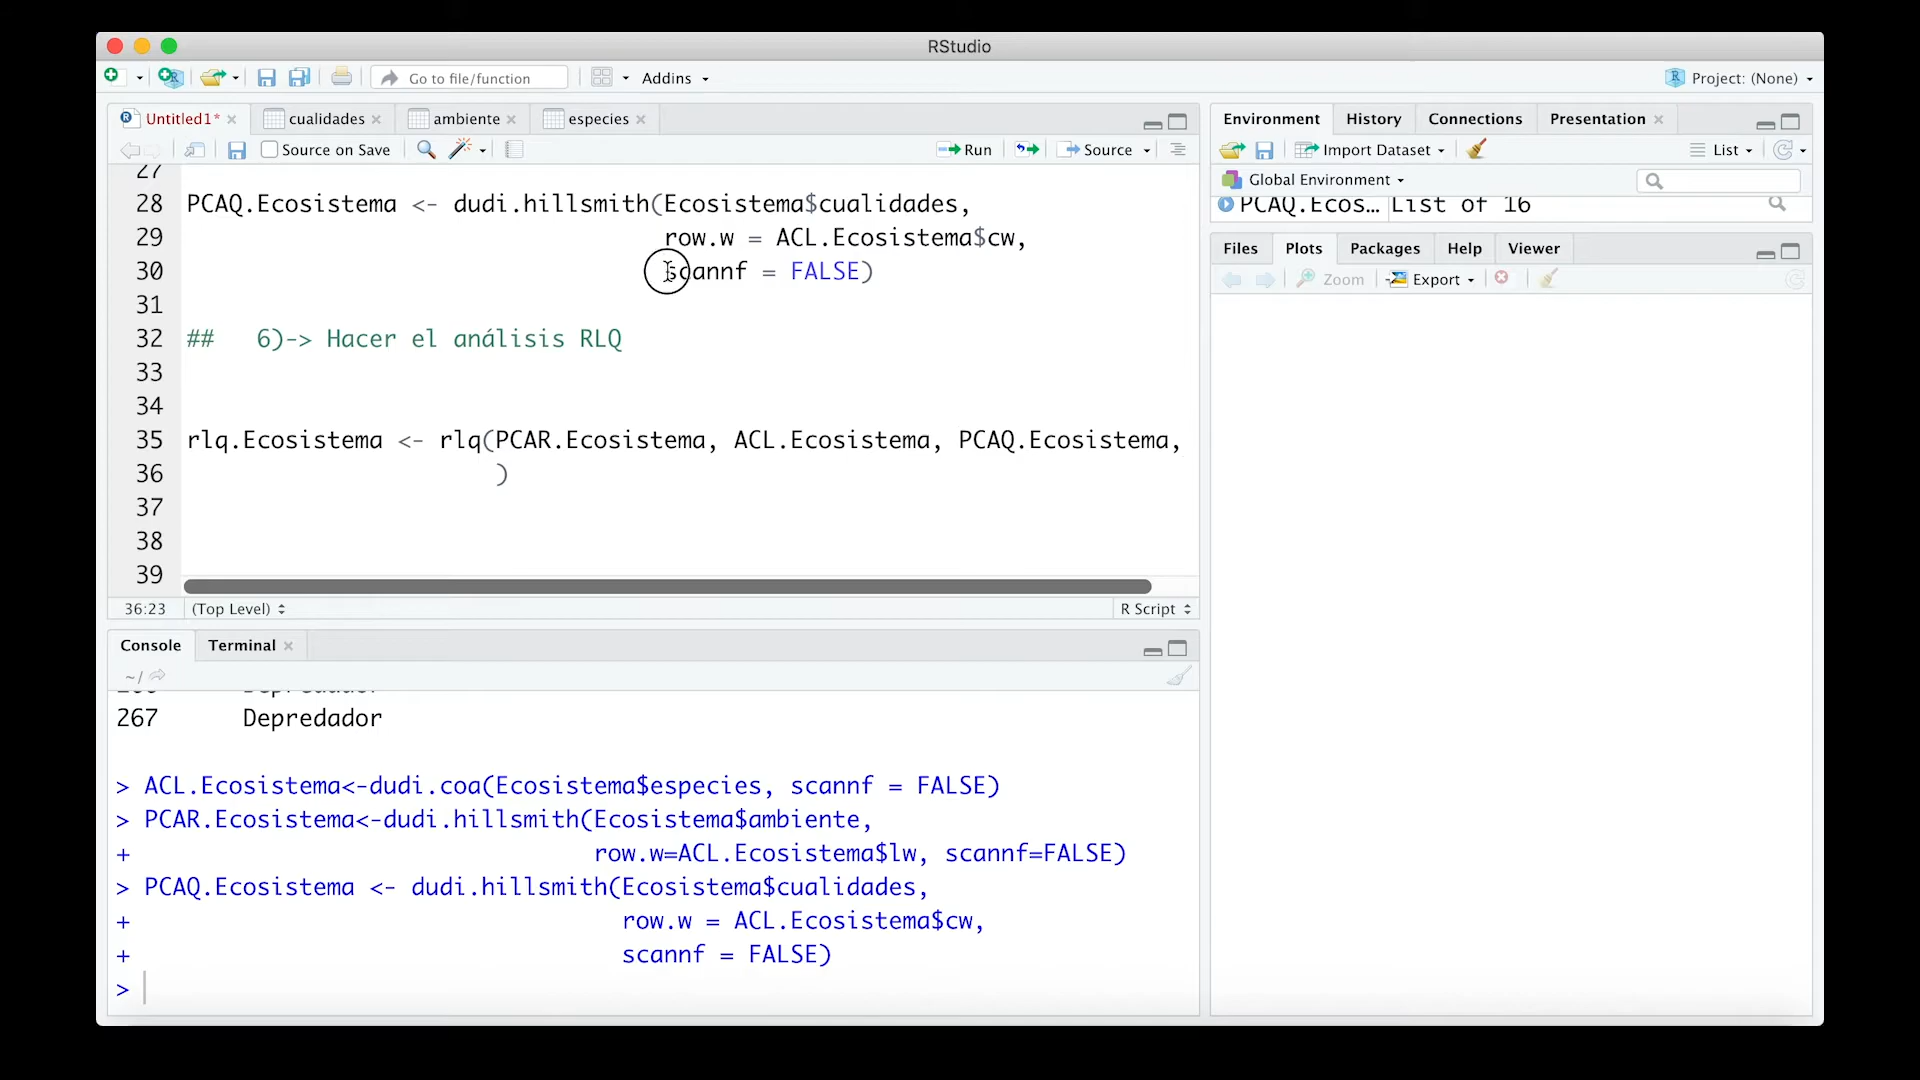 RStudio
Go to file/function
Addins
Project: (None)
Untitled1*
cualidades
ambiente
especies
Source on Save
Run
Source
27
28 PCAQ.Ecosistema <- dudi.hillsmith(Ecosistema$cualidades,
29 row.w = ACL.Ecosistema$cw,
30 scannf = FALSE)
31
32 ## 6)-> Hacer el análisis RLQ
33
34
35 rlq.Ecosistema <- rlq(PCAR.Ecosistema, ACL.Ecosistema, PCAQ.Ecosistema,
36 )
37
38
39
36:23 (Top Level) R Script
Console Terminal
~/
267 Depredador
> ACL.Ecosistema<-dudi.coa(Ecosistema$especies, scannf = FALSE)
> PCAR.Ecosistema<-dudi.hillsmith(Ecosistema$ambiente,
+ row.w=ACL.Ecosistema$lw, scannf=FALSE)
> PCAQ.Ecosistema <- dudi.hillsmith(Ecosistema$cualidades,
+ row.w = ACL.Ecosistema$cw,
+ scannf = FALSE)
>
Environment History Connections Presentation
Import Dataset List
Global Environment
PCAQ.Ecos… List of 16
Files Plots Packages Help Viewer
Zoom Export